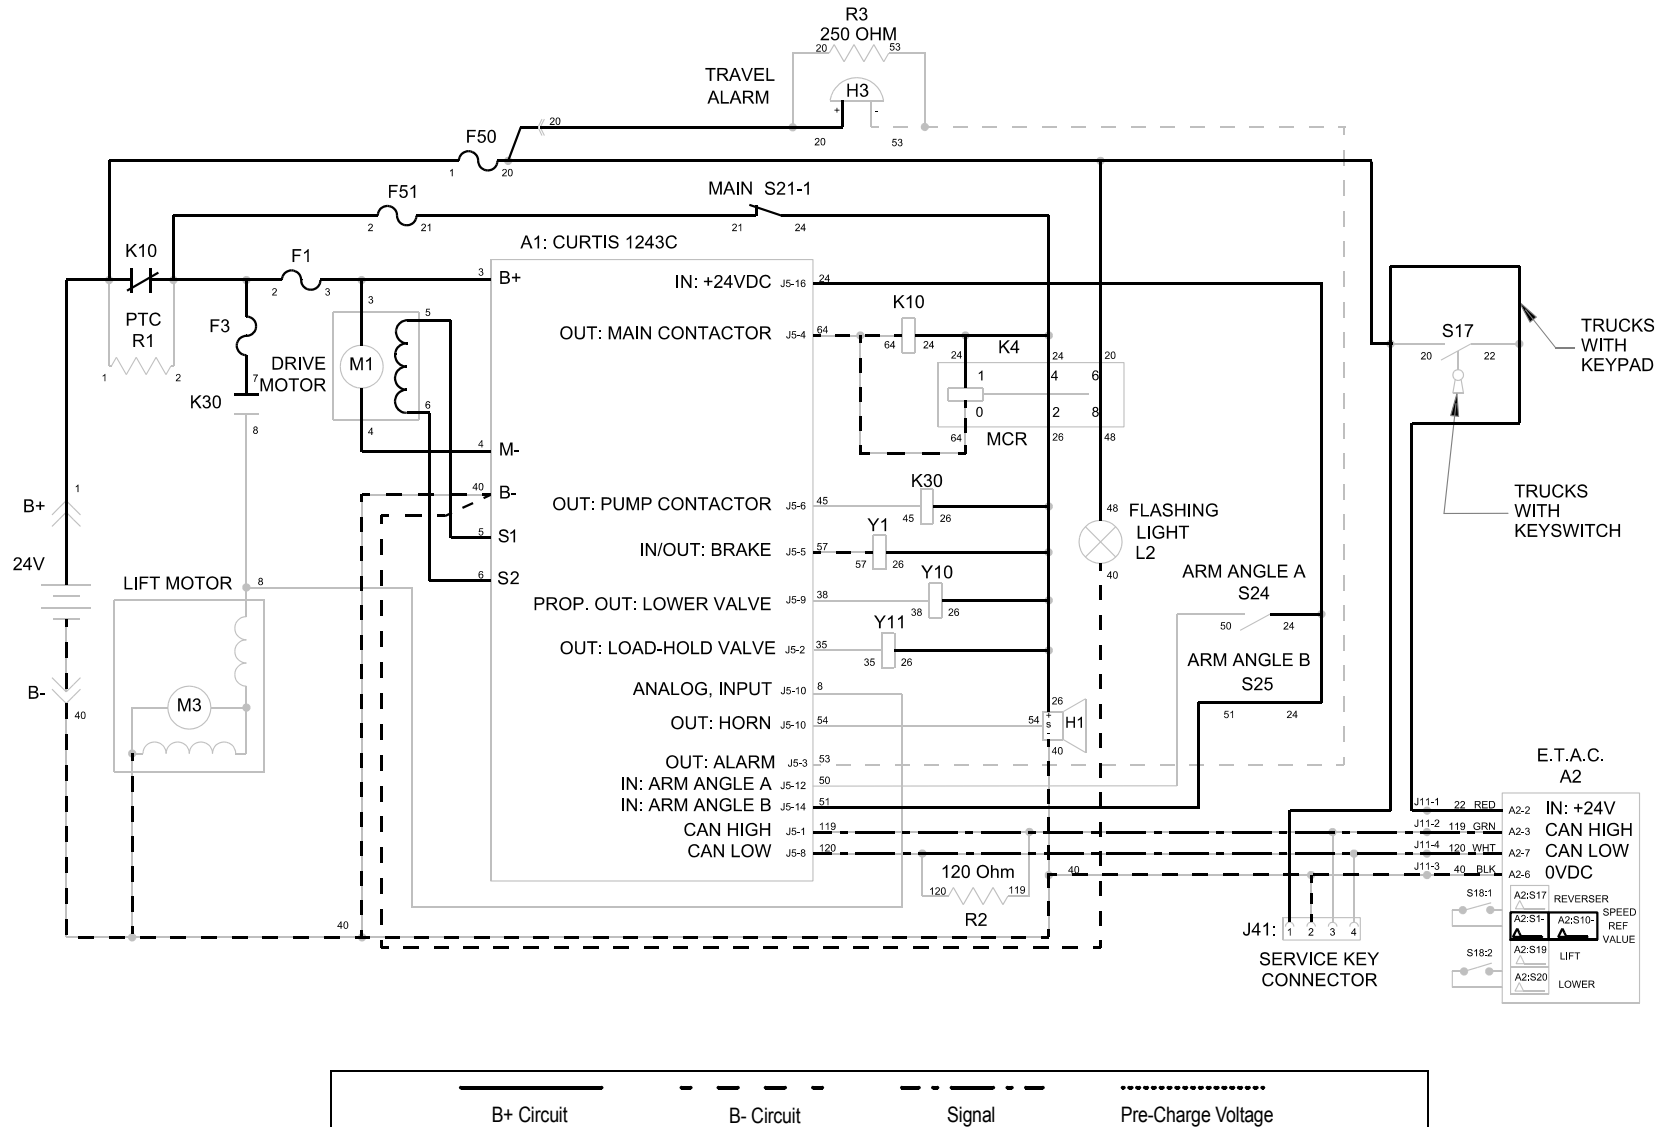 R3
250 OHM
20 53
TRAVEL
ALARM
H3
+ -
20
20 53
F50
1 20
F51
2 21
MAIN S21-1
21 24
A1: CURTIS 1243C
K10
F1
2 3
3 B+
IN: +24VDC J5-16 24
PTC
R1
1 2
F3
7
K30
8
3
5
DRIVE
MOTOR
M1
6
4
OUT: MAIN CONTACTOR J5-4 64
K10
64 24
K4
24 24 20
1 4 6
0 2 8
64 MCR 26 48
S17
20 22
TRUCKS
WITH
KEYPAD
4 M-
40 B-
5 S1
6 S2
OUT: PUMP CONTACTOR J5-6 45
K30
45 26
IN/OUT: BRAKE J5-5 57
Y1
57 26
PROP. OUT: LOWER VALVE J5-9 38
Y10
38 26
OUT: LOAD-HOLD VALVE J5-2 35
Y11
35 26
48
FLASHING
LIGHT
L2
40
TRUCKS
WITH
KEYSWITCH
B+
1
24V
B-
40
LIFT MOTOR 8
M3
ARM ANGLE A
S24
50 24
ARM ANGLE B
S25
51 24
ANALOG, INPUT J5-10 8
OUT: HORN J5-10 54
54 + S - H1
26
40
OUT: ALARM J5-3 53
IN: ARM ANGLE A J5-12 50
IN: ARM ANGLE B J5-14 51
CAN HIGH J5-1 119
CAN LOW J5-8 120
120 Ohm
120 119
R2
40
40
E.T.A.C.
A2
J11-1 22 RED A2-2 IN: +24V
J11-2 119 GRN A2-3 CAN HIGH
J11-4 120 WHT A2-7 CAN LOW
J11-3 40 BLK A2-6 0VDC
S18:1
A2:S17 REVERSER
A2:S1- A2:S10-
SPEED
REF
VALUE
S18:2
A2:S19 LIFT
A2:S20 LOWER
J41: 1 2 3 4
SERVICE KEY
CONNECTOR
B+ Circuit B- Circuit Signal Pre-Charge Voltage